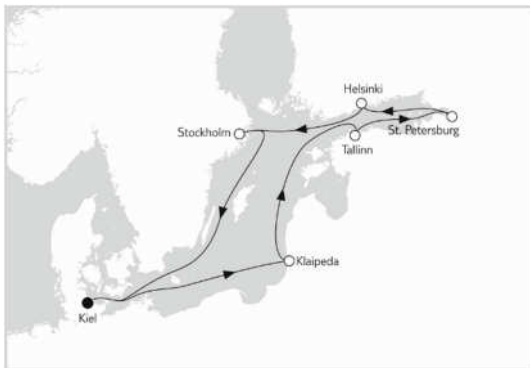 Helsinki
Stockholm
St. Petersburg
Tallinn
Klaipeda
Kiel